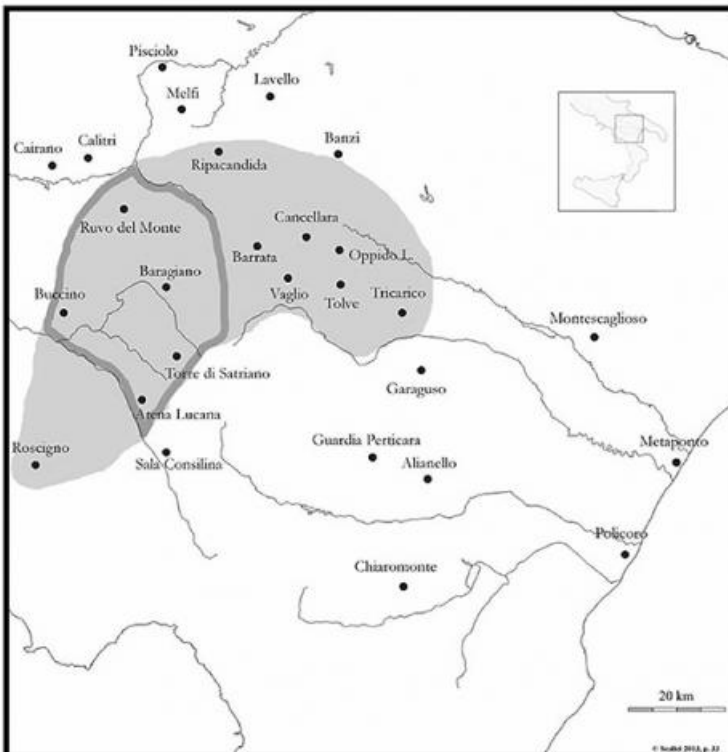 Pisciolo
Lavello
Melfi
Calitri
Cairano
Banzi
Ripacandida
Cancellara
Ruvo del Monte
Barrata
Oppido L.
Baragiano
Vaglio
Tolve
Tricarico
Buccino
Montescaglioso
Torre di Satriano
Garaguso
Arena Lucana
Guardia Perticara
Metaponto
Roscigno
Sala Consilina
Alianello
Policoro
Chiaromonte
20 km